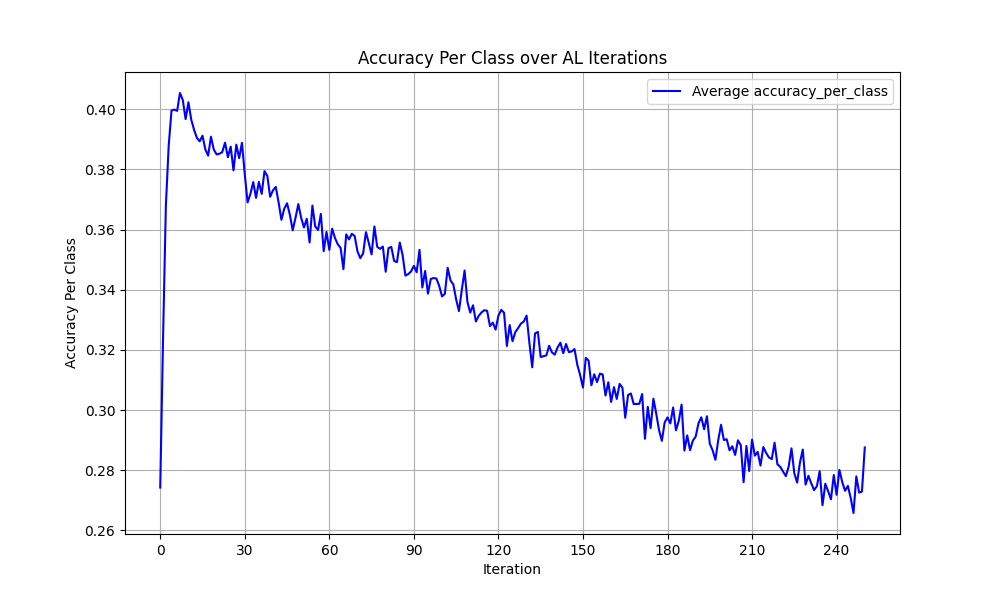 Accuracy Per Class over AL Iterations
Average accuracy_per_class
Accuracy Per Class
0.40
0.38
0.36
0.34
0.32
0.30
0.28
0.26
0 30 60 90 120 150 180 210 240
Iteration